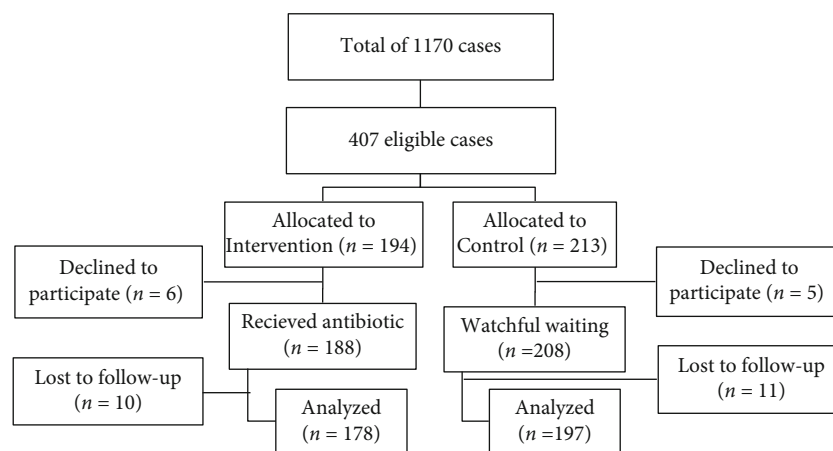 Total of 1170 cases
407 eligible cases
Allocated to
Intervention (n = 194)
Allocated to
Control (n = 213)
Declined to
participate (n = 6)
Declined to
participate (n = 5)
Recieved antibiotic
(n = 188)
Watchful waiting
(n =208)
Lost to follow-up
(n = 10)
Lost to follow-up
(n = 11)
Analyzed
(n = 178)
Analyzed
(n =197)